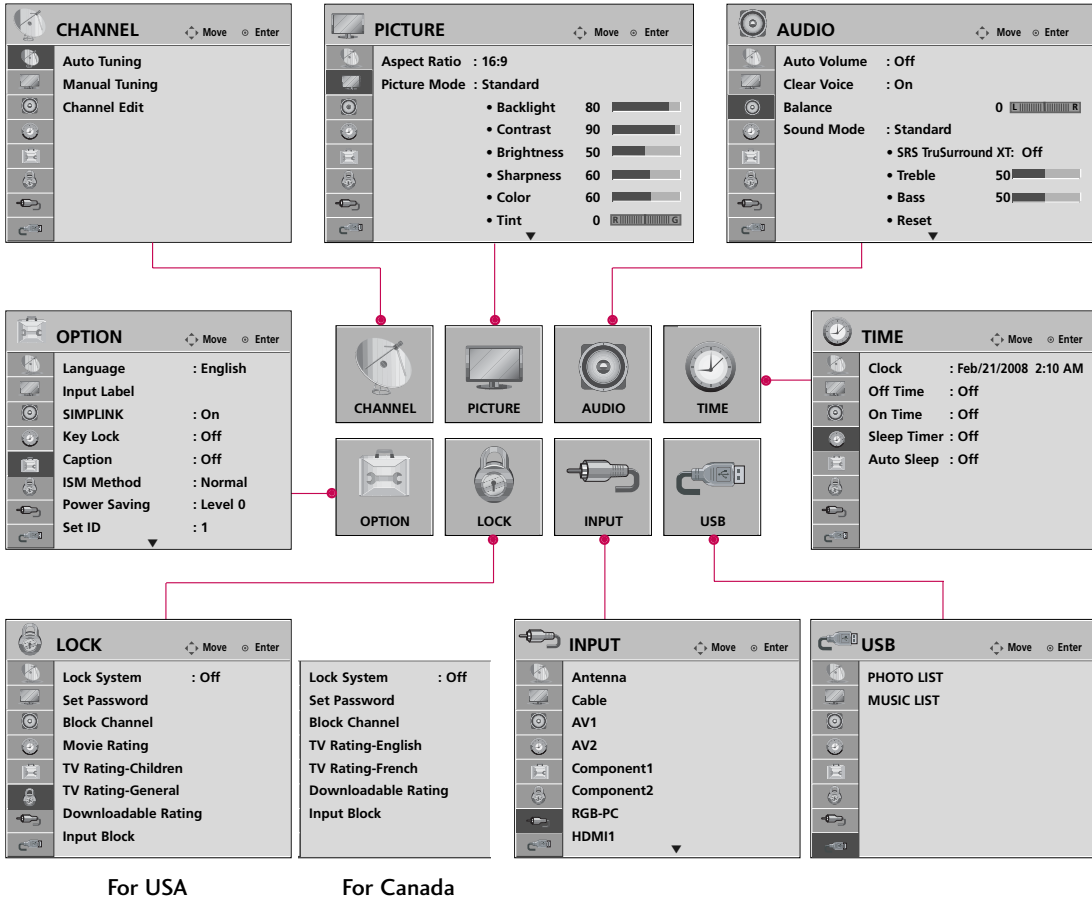 CHANNEL Move Enter
Auto Tuning
Manual Tuning
Channel Edit
PICTURE Move Enter
Aspect Ratio : 16:9
Picture Mode : Standard
• Backlight 80
• Contrast 90
• Brightness 50
• Sharpness 60
• Color 60
• Tint 0 R G
AUDIO Move Enter
Auto Volume : Off
Clear Voice : On
Balance 0 L R
Sound Mode : Standard
• SRS TruSurround XT: Off
• Treble 50
• Bass 50
• Reset
OPTION Move Enter
Language : English
Input Label
SIMPLINK : On
Key Lock : Off
Caption : Off
ISM Method : Normal
Power Saving : Level 0
Set ID : 1
CHANNEL
PICTURE
AUDIO
TIME
OPTION
LOCK
INPUT
USB
TIME Move Enter
Clock : Feb/21/2008 2:10 AM
Off Time : Off
On Time : Off
Sleep Timer : Off
Auto Sleep : Off
LOCK Move Enter
Lock System : Off
Set Password
Block Channel
Movie Rating
TV Rating-Children
TV Rating-General
Downloadable Rating
Input Block
For USA
Lock System : Off
Set Password
Block Channel
TV Rating-English
TV Rating-French
Downloadable Rating
Input Block
For Canada
INPUT Move Enter
Antenna
Cable
AV1
AV2
Component1
Component2
RGB-PC
HDMI1
USB Move Enter
PHOTO LIST
MUSIC LIST